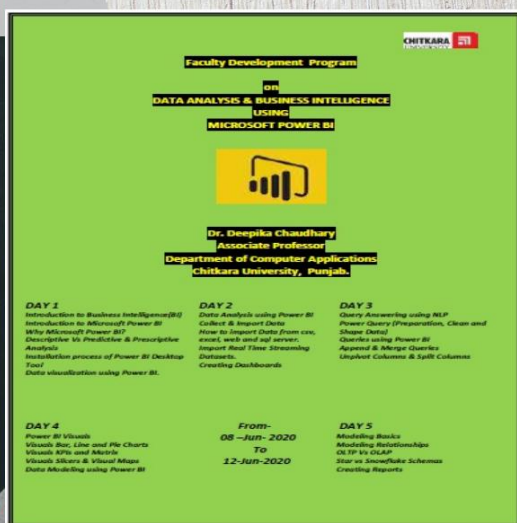 CHITKARA
UNIVERSITY
Faculty Development Program
on
DATA ANALYSIS & BUSINESS INTELLIGENCE
USING
MICROSOFT POWER BI
Dr. Deepika Chaudhary
Associate Professor
Department of Computer Applications
Chitkara University, Punjab.
DAY 1
Introduction to Business Intelligence(BI)
Introduction to Microsoft Power BI
Why Microsoft Power BI?
Descriptive Vs Predictive & Prescriptive
Analysis
Installation process of Power BI Desktop
Tool
Data visualization using Power BI.
DAY 2
Data Analysis using Power BI
Collect & Import Data
How to import Data from csv,
excel, web and sql server.
Import Real Time Streaming
Datasets.
Creating Dashboards
DAY 3
Query Answering using NLP
Power Query (Preparation, Clean and
Shape Data)
Queries using Power BI
Append & Merge Queries
Unpivot Columns & Split Columns
DAY 4
Power BI Visuals
Visuals Bar, Line and Pie Charts
Visuals KPIs and Matrix
Visuals Slicers & Visual Maps
Data Modeling using Power BI
From-
08 –Jun- 2020
To
12-Jun-2020
DAY 5
Modeling Basics
Modeling Relationships
OLTP Vs OLAP
Star vs Snowflake Schemas
Creating Reports